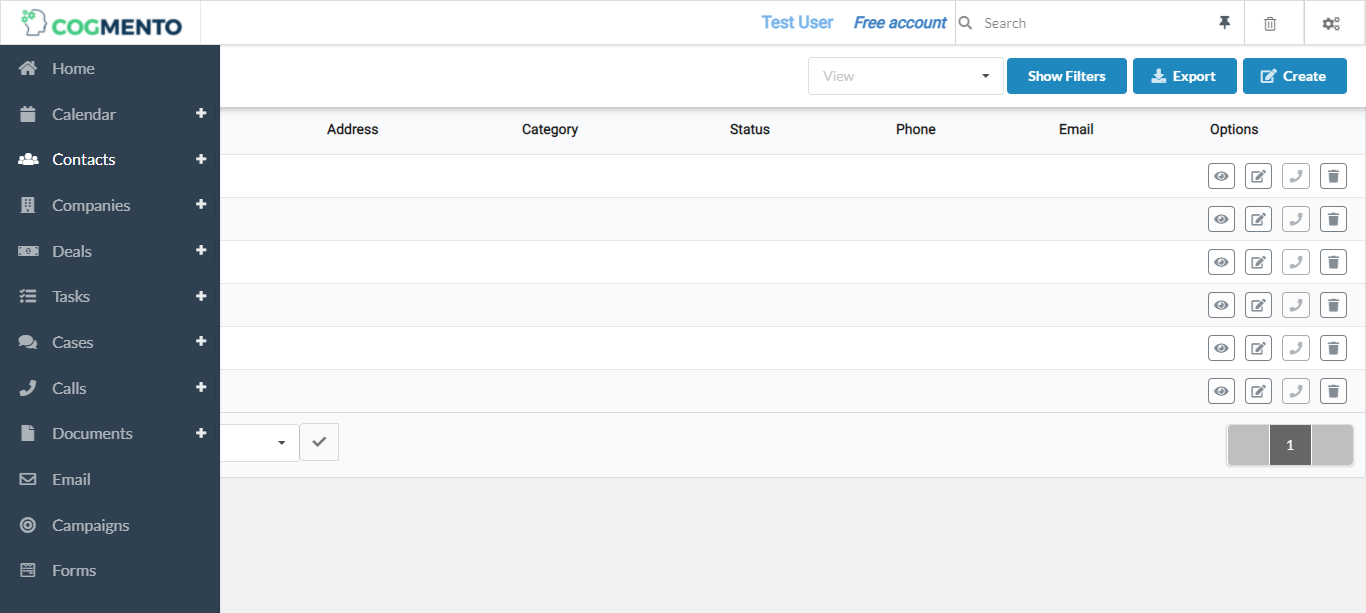 COGMENTO
Test User Free account Search
Home
Calendar
Contacts
Companies
Deals
Tasks
Cases
Calls
Documents
Email
Campaigns
Forms
View Show Filters Export Create
Address Category Status Phone Email Options
1